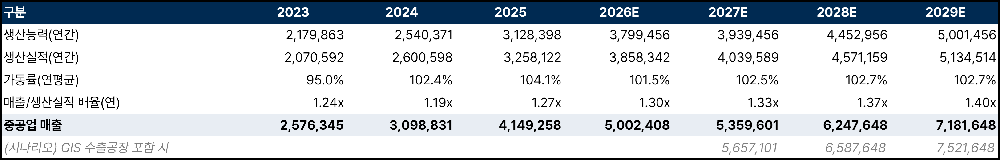 구분 2023 2024 2025 2026E 2027E 2028E 2029E
생산능력(연간) 2,179,863 2,540,371 3,128,398 3,799,456 3,939,456 4,452,956 5,001,456
생산실적(연간) 2,070,592 2,600,598 3,258,122 3,858,342 4,039,589 4,571,159 5,134,514
가동률(연평균) 95.0% 102.4% 104.1% 101.5% 102.5% 102.7% 102.7%
매출/생산실적 배율(연) 1.24x 1.19x 1.27x 1.30x 1.33x 1.37x 1.40x
중공업 매출 2,576,345 3,098,831 4,149,258 5,002,408 5,359,601 6,247,648 7,181,648
(시나리오) GIS 수출공장 포함 시 5,657,101 6,587,648 7,521,648